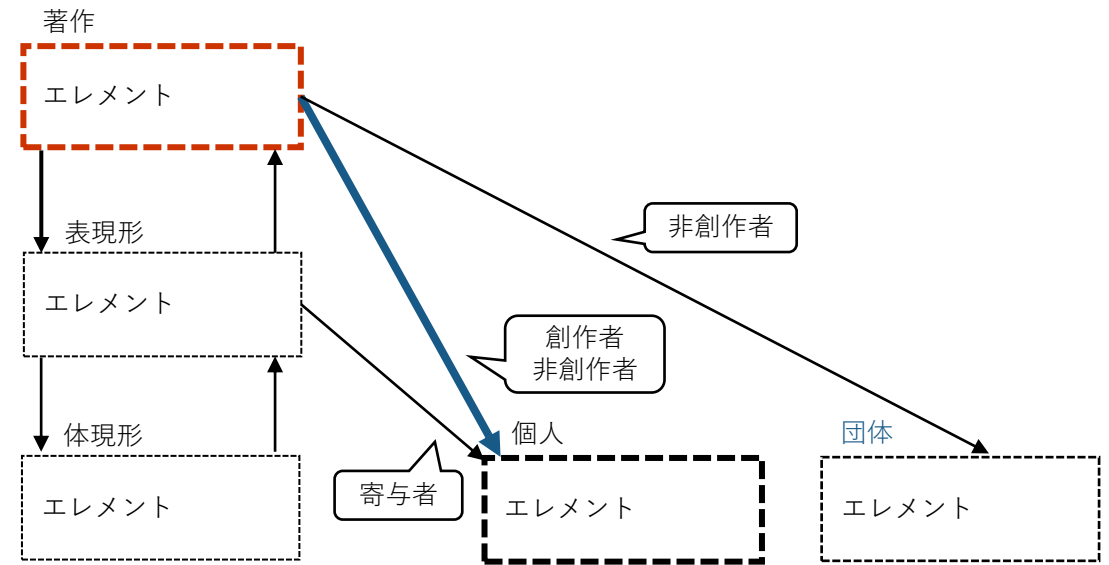 著作
エレメント
非創作者
表現形
エレメント
創作者
非創作者
体現形
個人
団体
寄与者
エレメント
エレメント
エレメント